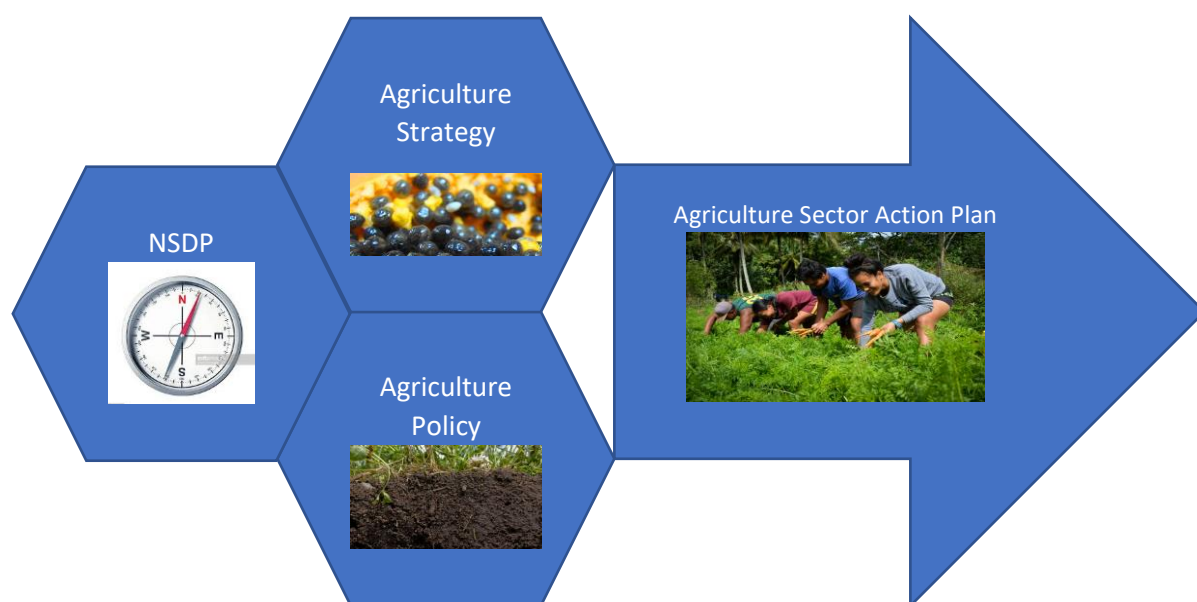 Agriculture
Strategy
NSDP
N
W
E
S
Agriculture Sector Action Plan
Agriculture
Policy